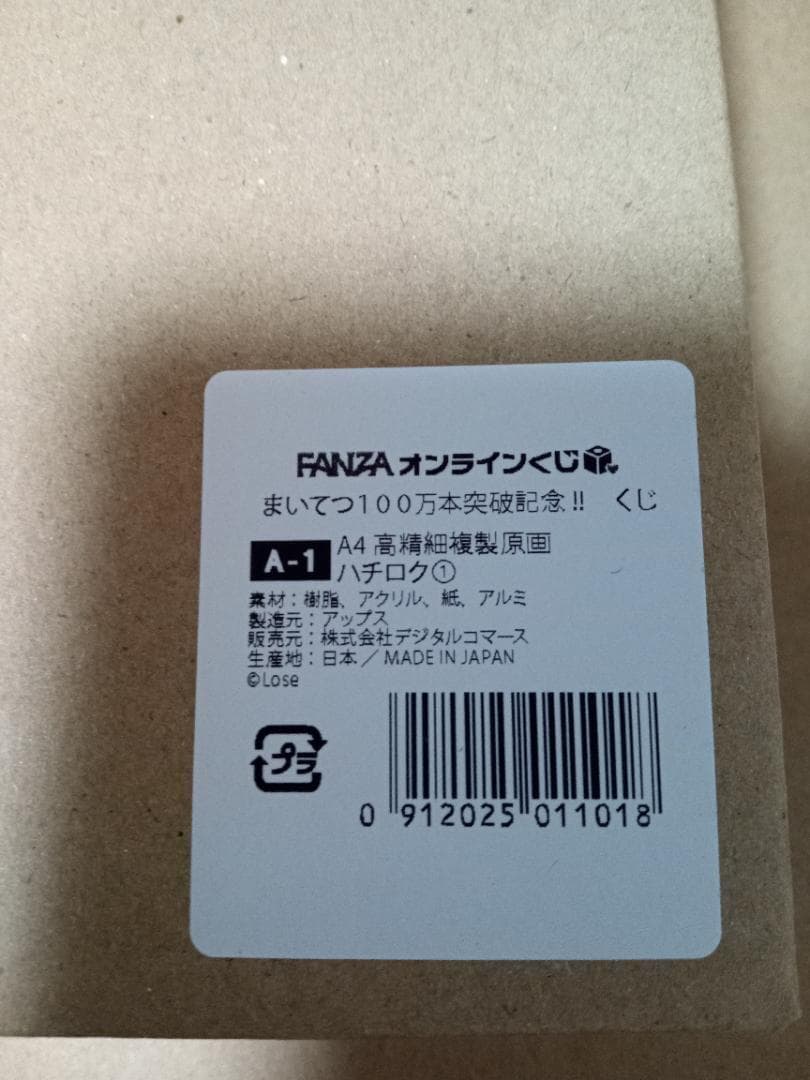 FANZA オンラインくじ
まいてつ100万本突破記念!! くじ
A-1 A4 高精細複製原画
ハチロク①
素材：樹脂、アクリル、紙、アルミ
製造元：アップス
販売元：株式会社デジタルコマース
生産地：日本／MADE IN JAPAN
©Lose
プラ
0 912025 011018